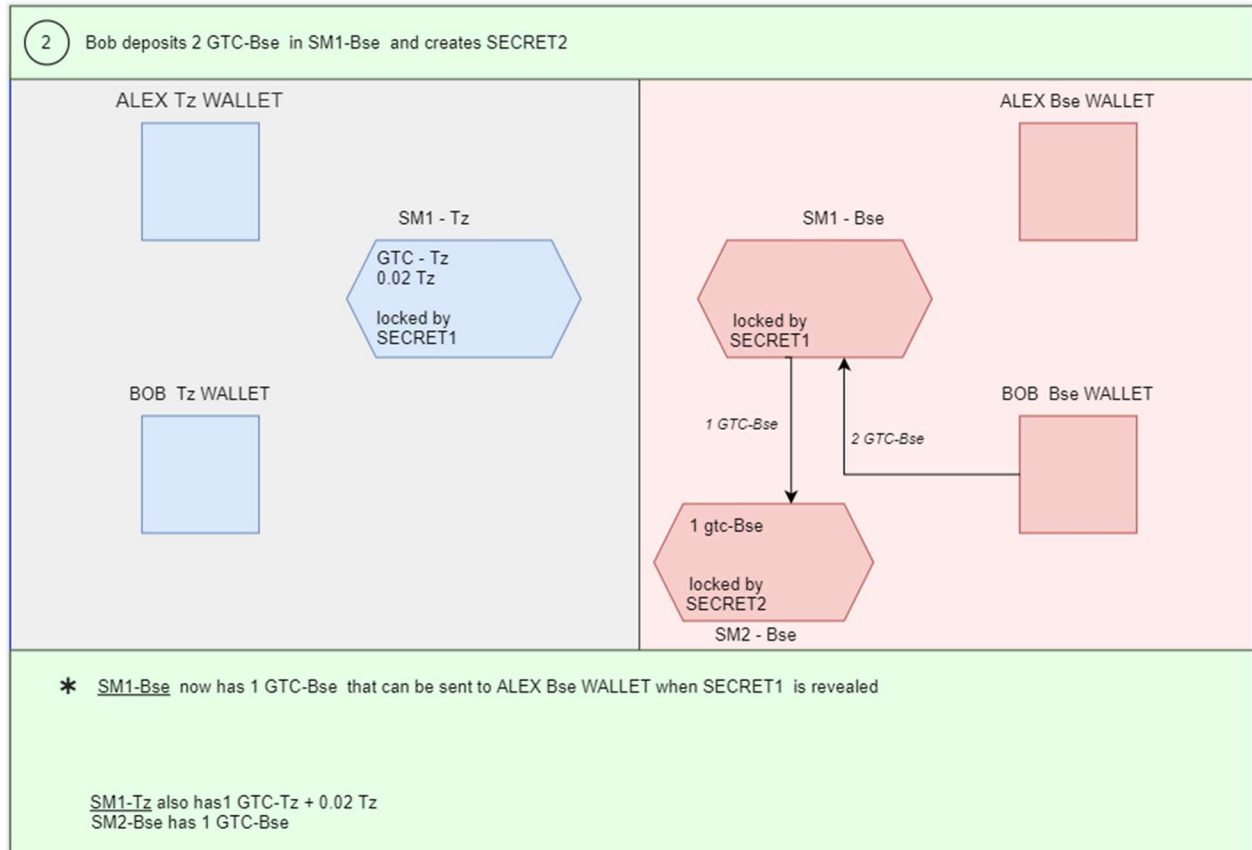 2
Bob deposits 2 GTC-Bse in SM1-Bse and creates SECRET2
ALEX Tz WALLET
ALEX Bse WALLET
SM1 - Tz
SM1 - Bse
GTC - Tz
0.02 Tz
locked by
SECRET1
locked by
SECRET1
BOB Tz WALLET
BOB Bse WALLET
1 GTC-Bse
2 GTC-Bse
1 gtc-Bse
locked by
SECRET2
SM2 - Bse
* SM1-Bse now has 1 GTC-Bse that can be sent to ALEX Bse WALLET when SECRET1 is revealed
SM1-Tz also has1 GTC-Tz + 0.02 Tz
SM2-Bse has 1 GTC-Bse